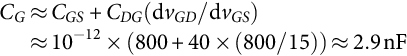 C_G ≈ C_GS + C_DG(dv_GD/dv_GS)
≈ 10⁻¹² × (800 + 40 × (800/15)) ≈ 2.9 nF